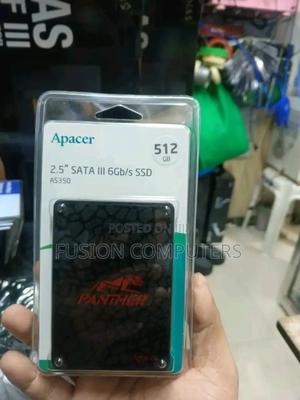 Apacer
512
GB
2.5" SATA III 6Gb/s SSD
AS350
POSTED ON
FUSION COMPUTERS
PANTHER